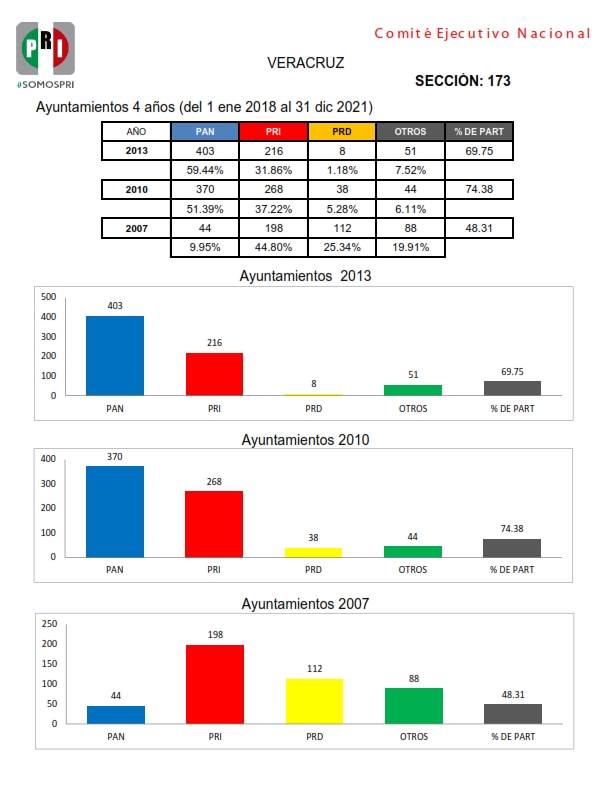 PRI
#SOMOSPRI
Comité Ejecutivo Nacional
VERACRUZ
SECCIÓN: 173
Ayuntamientos 4 años (del 1 ene 2018 al 31 dic 2021)
AÑO PAN PRI PRD OTROS % DE PART
2013 403 216 8 51 69.75
59.44% 31.86% 1.18% 7.52%
2010 370 268 38 44 74.38
51.39% 37.22% 5.28% 6.11%
2007 44 198 112 88 48.31
9.95% 44.80% 25.34% 19.91%
Ayuntamientos 2013
500
400
300
200
100
0
403
216
8
51
69.75
PAN PRI PRD OTROS % DE PART
Ayuntamientos 2010
400
300
200
100
0
370
268
38
44
74.38
PAN PRI PRD OTROS % DE PART
Ayuntamientos 2007
250
200
150
100
50
0
44
198
112
88
48.31
PAN PRI PRD OTROS % DE PART